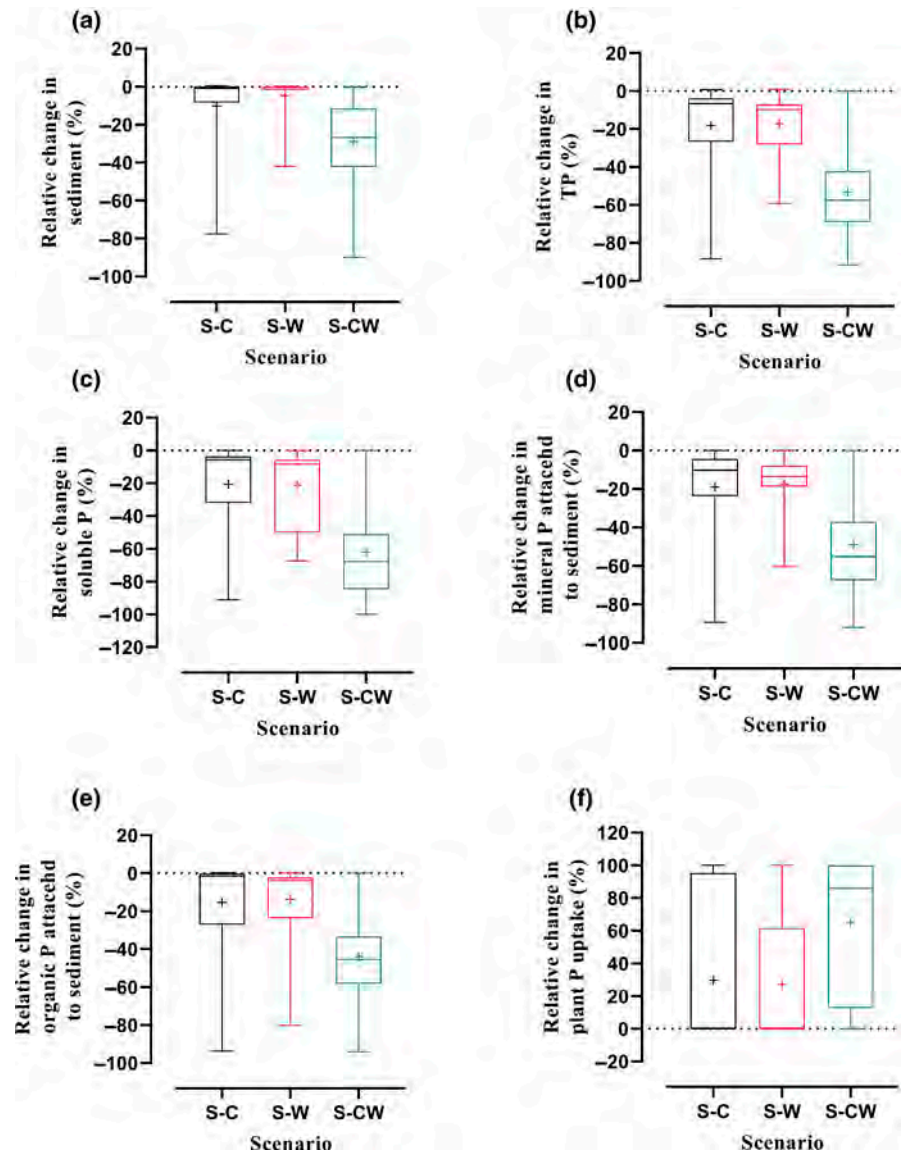 (a)
Relative change in
sediment (%)
20
0
−20
−40
−60
−80
−100
S-C S-W S-CW
Scenario
(b)
Relative change in
TP (%)
20
0
−20
−40
−60
−80
−100
S-C S-W S-CW
Scenario
(c)
Relative change in
soluble P (%)
20
0
−20
−40
−60
−80
−100
−120
S-C S-W S-CW
Scenario
(d)
Relative change in
mineral P attacehd
to sediment (%)
20
0
−20
−40
−60
−80
−100
S-C S-W S-CW
Scenario
(e)
Relative change in
organic P attacehd
to sediment (%)
20
0
−20
−40
−60
−80
−100
S-C S-W S-CW
Scenario
(f)
Relative change in
plant P uptake (%)
120
100
80
60
40
20
0
−20
S-C S-W S-CW
Scenario